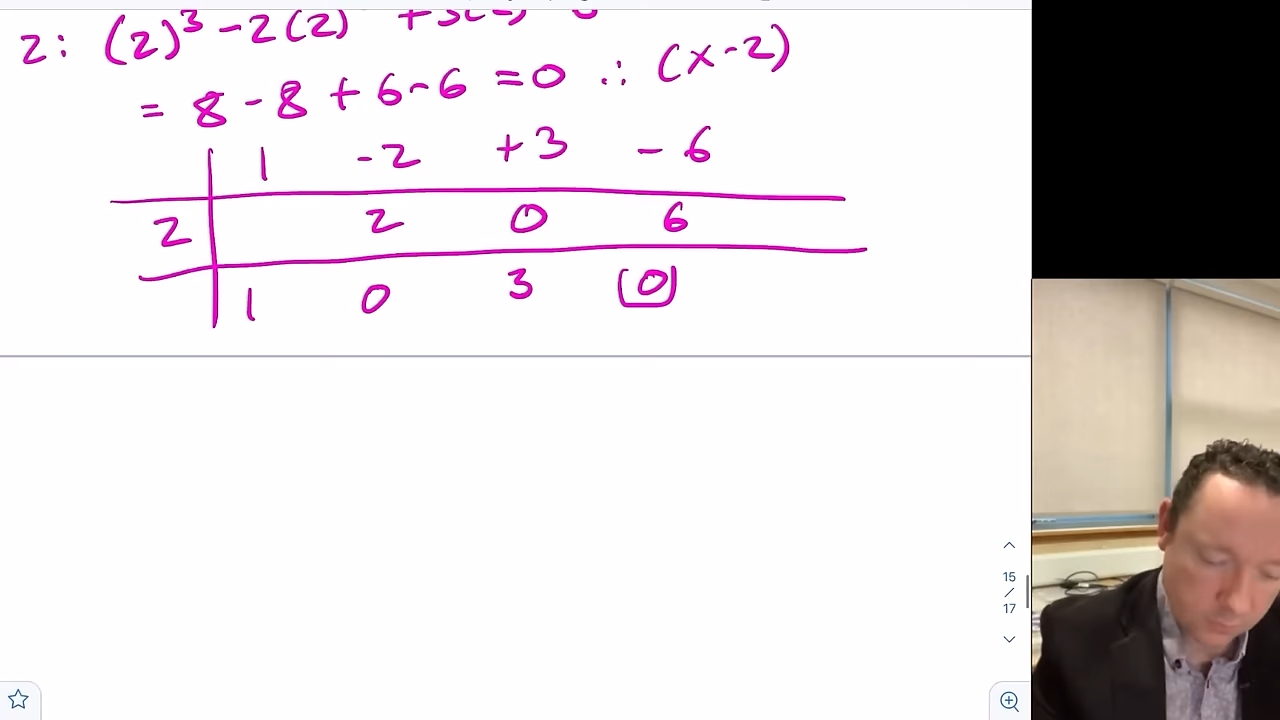 2: (2)³ - 2(2)
= 8 - 8 + 6 - 6 = 0 ∴ (x-2)
1 -2 +3 -6
2 2 0 6
1 0 3 0
15
/
17